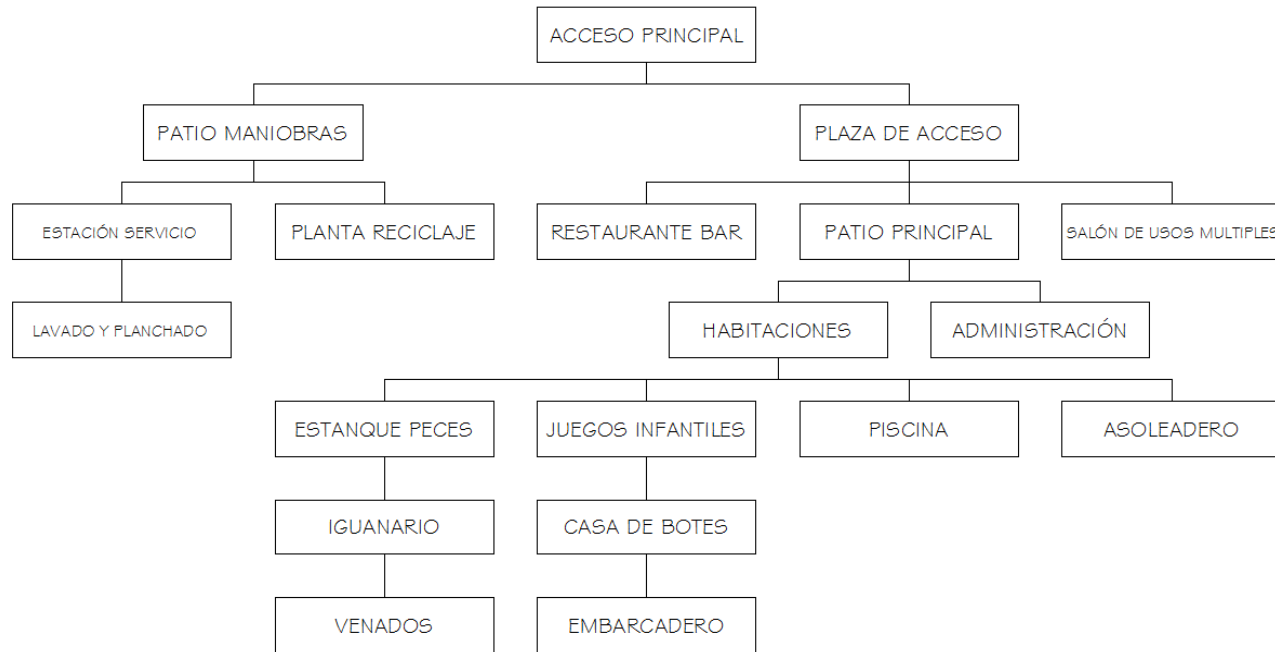 ACCESO PRINCIPAL
PATIO MANIOBRAS
PLAZA DE ACCESO
ESTACIÓN SERVICIO
PLANTA RECICLAJE
RESTAURANTE BAR
PATIO PRINCIPAL
SALÓN DE USOS MULTIPLES
LAVADO Y PLANCHADO
HABITACIONES
ADMINISTRACIÓN
ESTANQUE PECES
JUEGOS INFANTILES
PISCINA
ASOLEADERO
IGUANARIO
CASA DE BOTES
VENADOS
EMBARCADERO